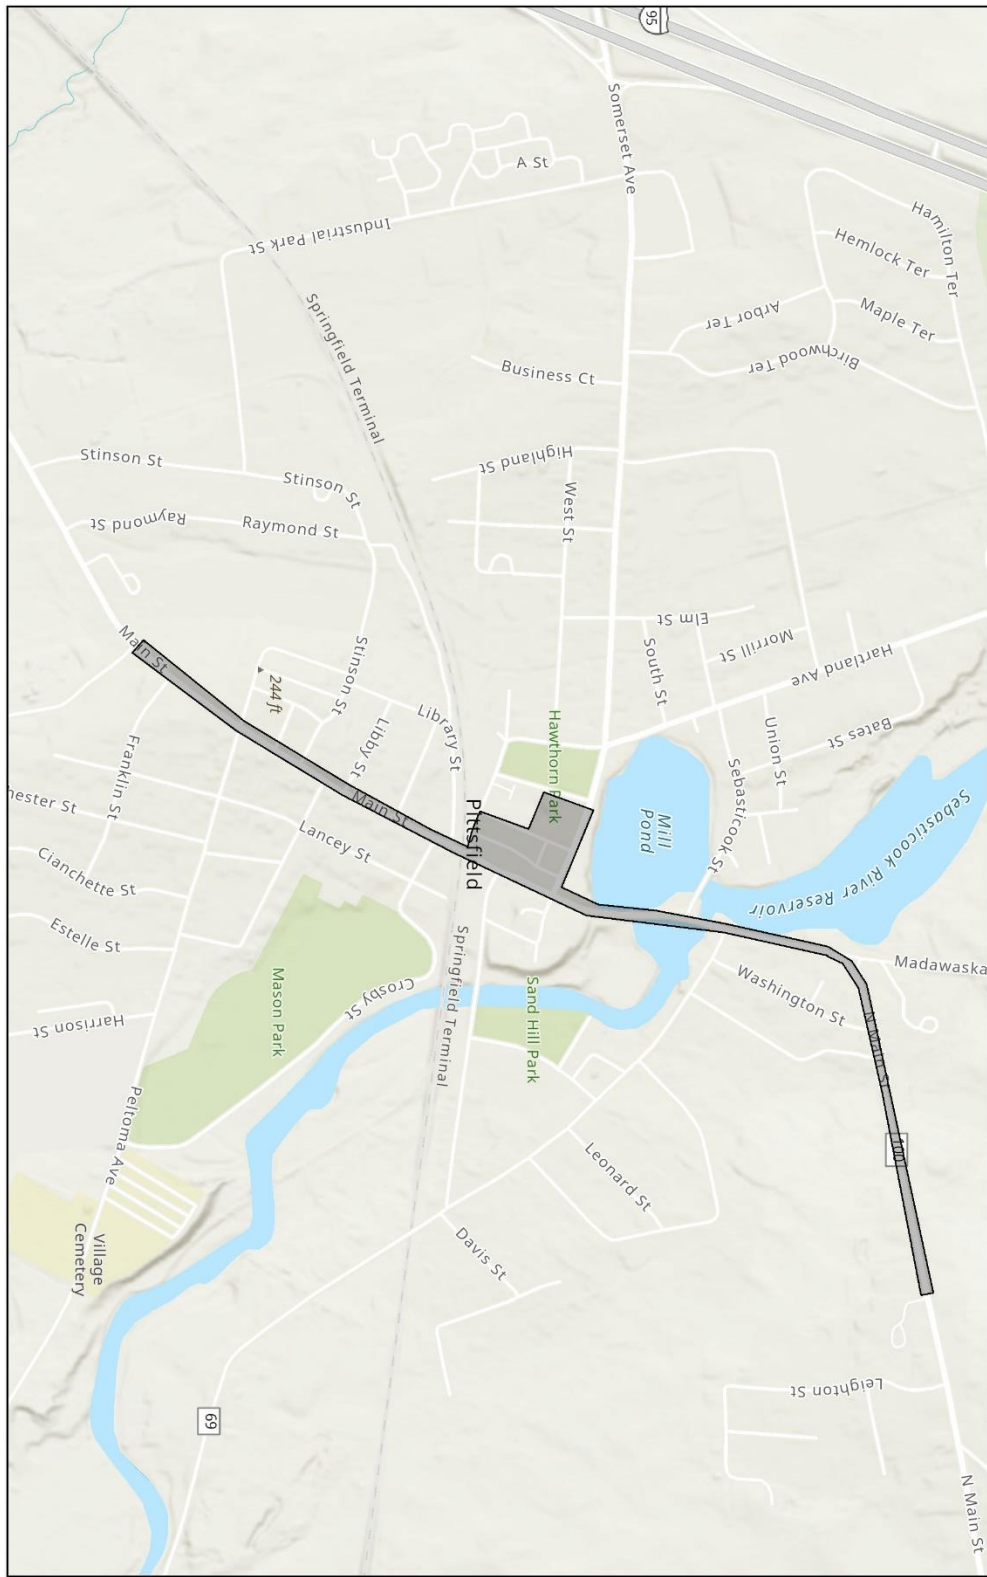 95
Somerset Ave
A St
Industrial Park St
Hamilton Ter
Hemlock Ter
Maple Ter
Arbor Ter
Birchwood Ter
Springfield Terminal
Business Ct
Highland St
West St
Stinson St
Stinson St
Raymond St
Raymond St
Elm St
South St
Morrill St
Hartland Ave
Bates St
Union St
Sebasticook St
Main St
244 ft
Stinson St
Libby St
Library St
Hawthorn Park
Mill
Pond
Sebasticook River Reservoir
Franklin St
hester St
Main St
Lancey St
Pittsfield
Cianchette St
Estelle St
Harrison St
Mason Park
Crosby St
Springfield Terminal
Sand Hill Park
Washington St
Madawaska
N Main St
100
Leonard St
Peltoma Ave
Village
Cemetery
Davis St
69
Leighton St
N Main St